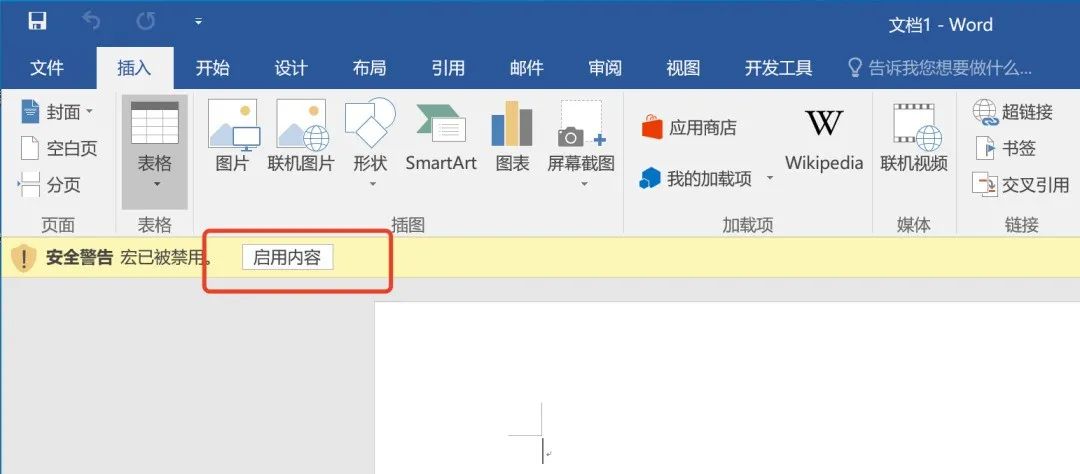 文档1 - Word
文件 插入 开始 设计 布局 引用 邮件 审阅 视图 开发工具 告诉我您想要做什么...
封面
空白页
分页
页面
表格
表格
图片 联机图片 形状 SmartArt 图表 屏幕截图
插图
应用商店
我的加载项
Wikipedia
加载项
联机视频
媒体
超链接
书签
交叉引用
链接
安全警告 宏已被禁用。 启用内容